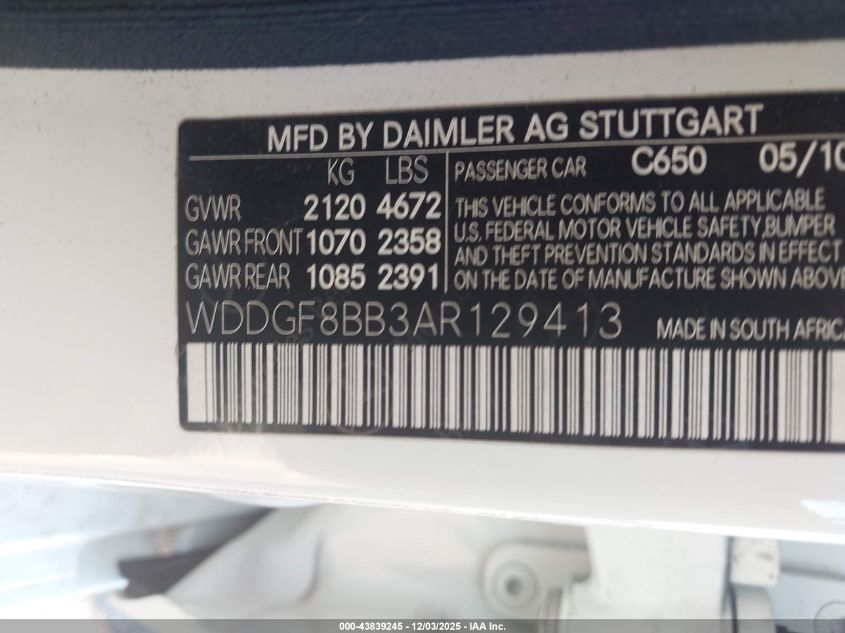 MFD BY DAIMLER AG STUTTGART
KG LBS
GVWR 2120 4672
GAWR FRONT 1070 2358
GAWR REAR 1085 2391
PASSENGER CAR C650 05/10
THIS VEHICLE CONFORMS TO ALL APPLICABLE
U.S. FEDERAL MOTOR VEHICLE SAFETY,BUMPER
AND THEFT PREVENTION STANDARDS IN EFFECT
ON THE DATE OF MANUFACTURE SHOWN ABOVE
WDDGF8BB3AR129413 MADE IN SOUTH AFRICA
000-43839245 - 12/03/2025 - IAA Inc.